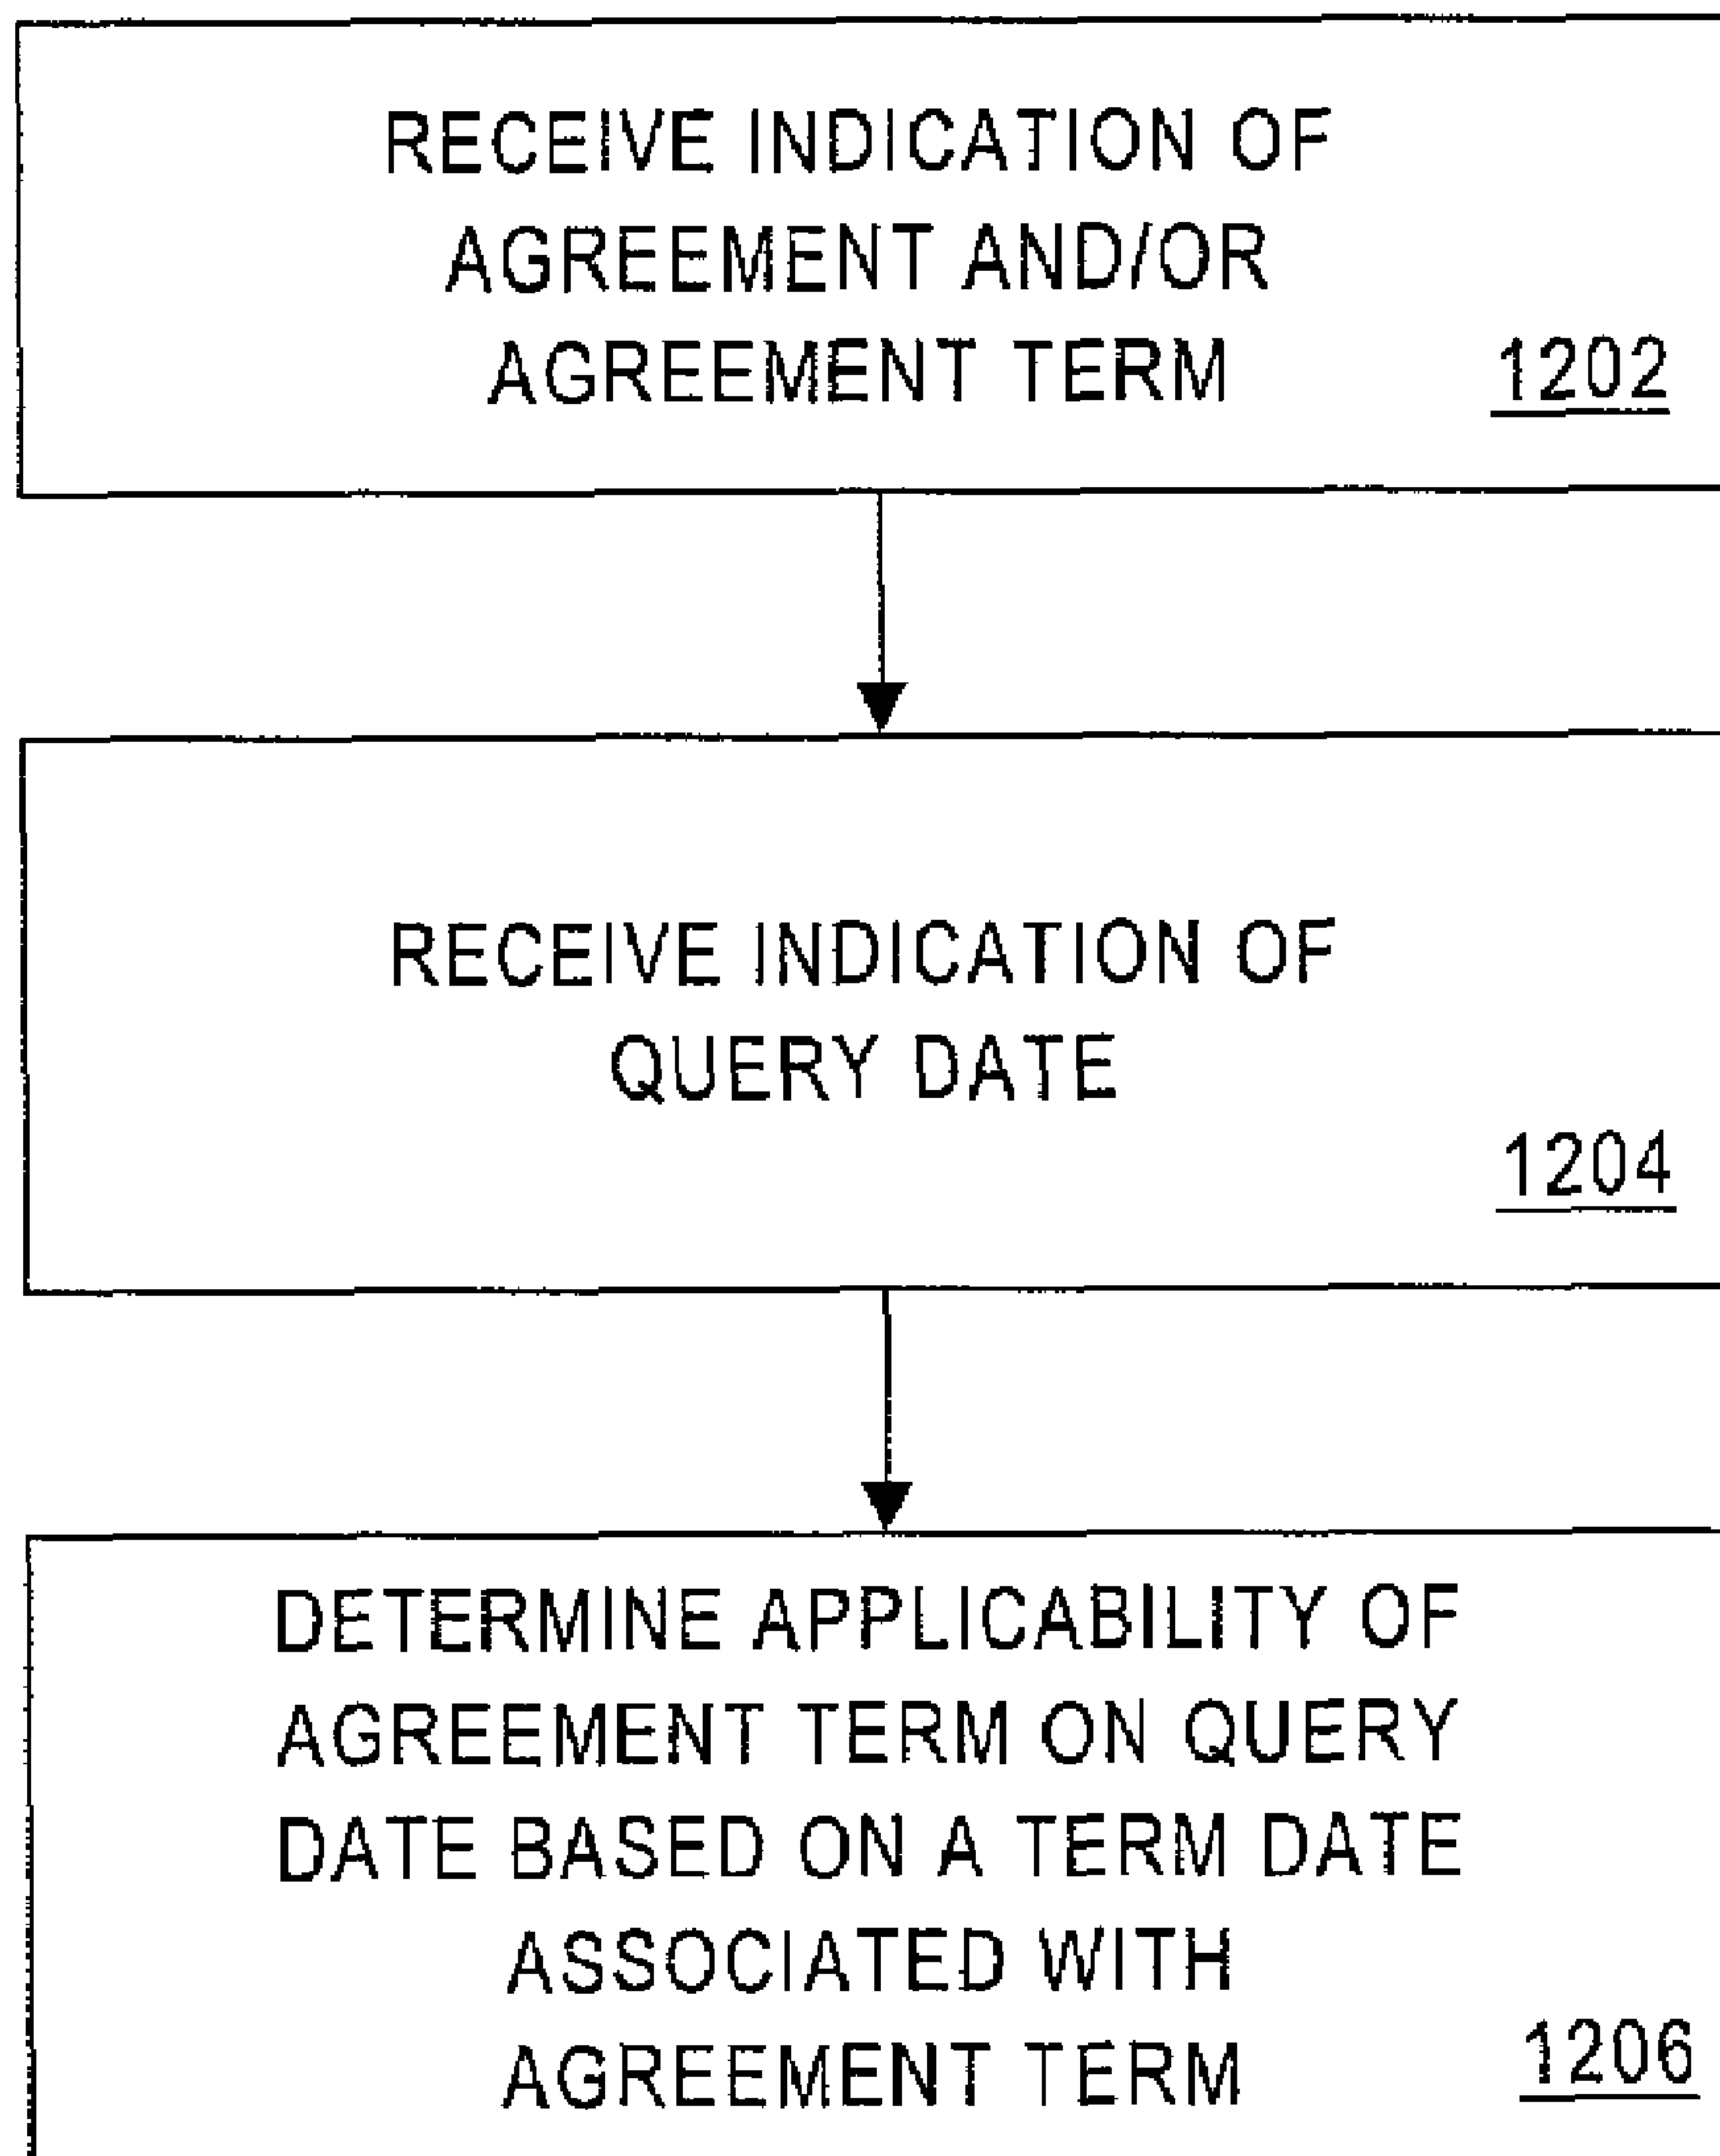 RECEIVE INDICATION OF
AGREEMENT AND/OR
AGREEMENT TERM
1202
RECEIVE INDICATION OF
QUERY DATE
1204
DETERMINE APPLICABILITY OF
AGREEMENT TERM ON QUERY
DATE BASED ON A TERM DATE
ASSOCIATED WITH
AGREEMENT TERM
1206